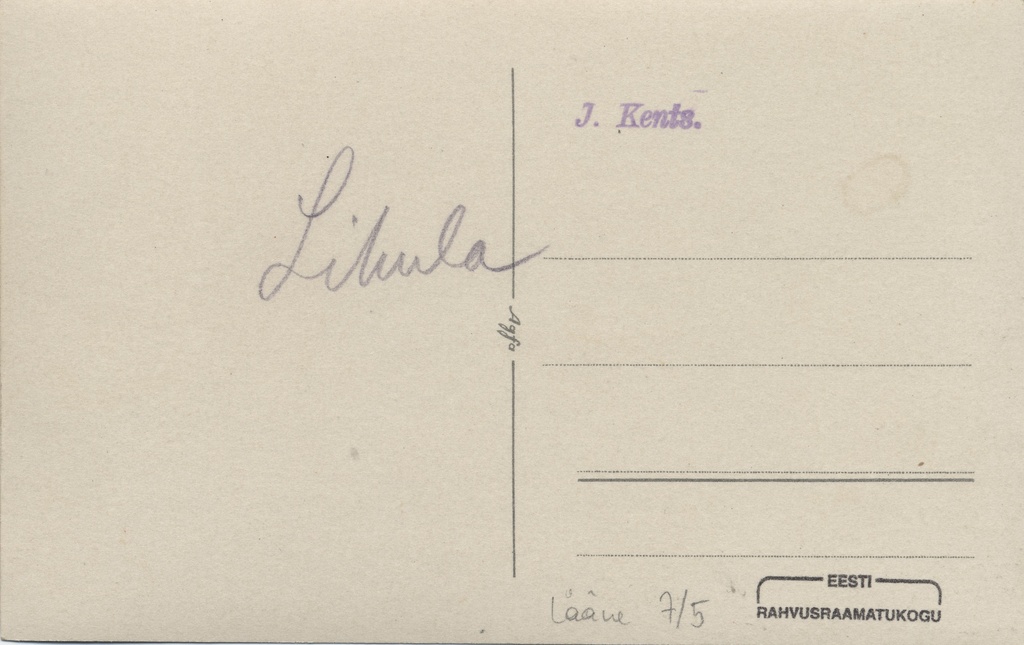 J. Kents.
Lihula
Agfa
Lääne 7/5
EESTI
RAHVUSRAAMATUKOGU